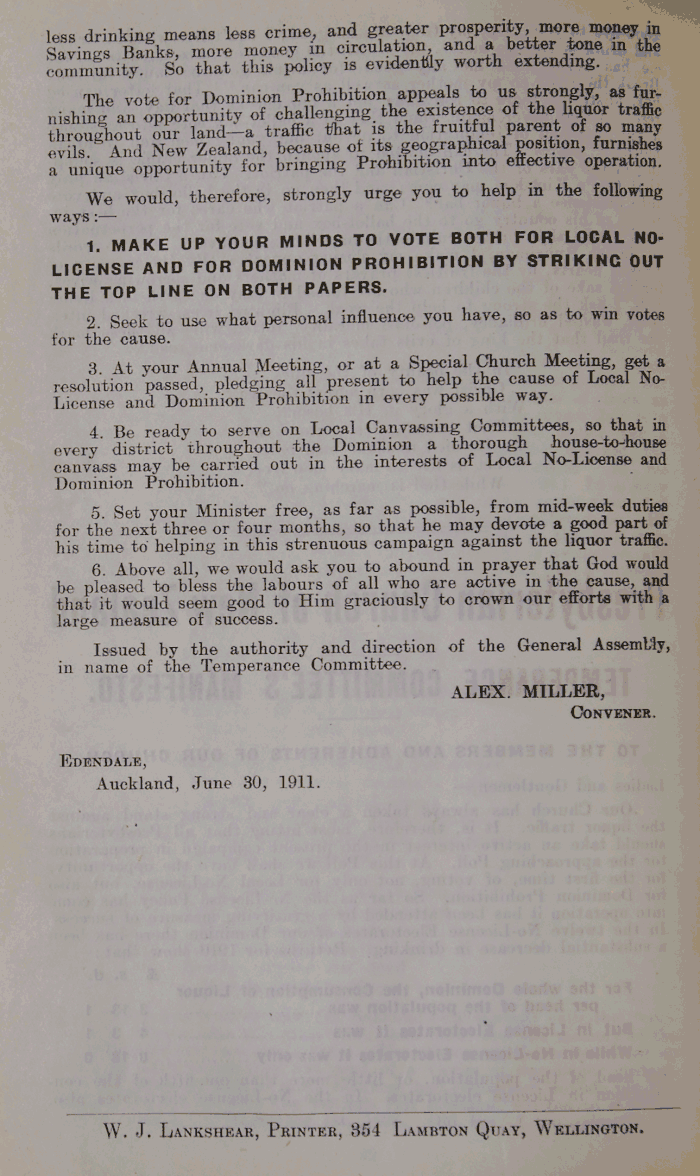 less drinking means less crime, and greater prosperity, more money in
Savings Banks, more money in circulation, and a better tone in the
community. So that this policy is evidently worth extending.
The vote for Dominion Prohibition appeals to us strongly, as fur-
nishing an opportunity of challenging the existence of the liquor traffic
throughout our land—a traffic that is the fruitful parent of so many
evils. And New Zealand, because of its geographical position, furnishes
a unique opportunity for bringing Prohibition into effective operation.
We would, therefore, strongly urge you to help in the following
ways:—
1. MAKE UP YOUR MINDS TO VOTE BOTH FOR LOCAL NO-
LICENSE AND FOR DOMINION PROHIBITION BY STRIKING OUT
THE TOP LINE ON BOTH PAPERS.
2. Seek to use what personal influence you have, so as to win votes
for the cause.
3. At your Annual Meeting, or at a Special Church Meeting, get a
resolution passed, pledging all present to help the cause of Local No-
License and Dominion Prohibition in every possible way.
4. Be ready to serve on Local Canvassing Committees, so that in
every district throughout the Dominion a thorough house-to-house
canvass may be carried out in the interests of Local No-License and
Dominion Prohibition.
5. Set your Minister free, as far as possible, from mid-week duties
for the next three or four months, so that he may devote a good part of
his time to helping in this strenuous campaign against the liquor traffic.
6. Above all, we would ask you to abound in prayer that God would
be pleased to bless the labours of all who are active in the cause, and
that it would seem good to Him graciously to crown our efforts with a
large measure of success.
Issued by the authority and direction of the General Assembly,
in name of the Temperance Committee.
ALEX. MILLER,
CONVENER.
EDENDALE,
Auckland, June 30, 1911.
W. J. LANKSHEAR, PRINTER, 354 LAMBTON QUAY, WELLINGTON.